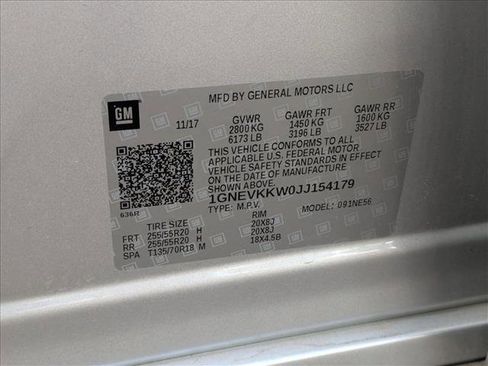 GM
MFD BY GENERAL MOTORS LLC
11/17
GVWR GAWR FRT GAWR RR
2800 KG 1450 KG 1600 KG
6173 LB 3196 LB 3527 LB
THIS VEHICLE CONFORMS TO ALL
APPLICABLE U.S. FEDERAL MOTOR
VEHICLE SAFETY STANDARDS IN EFFECT
ON THE DATE OF MANUFACTURE
SHOWN ABOVE.
1GNEVKKW0JJ154179
TYPE: M.P.V. MODEL: 091NE56
636R
TIRE SIZE RIM
FRT 255/55R20 H 20X8J
RR 255/55R20 H 20X8J
SPA T135/70R18 M 18X4.5B